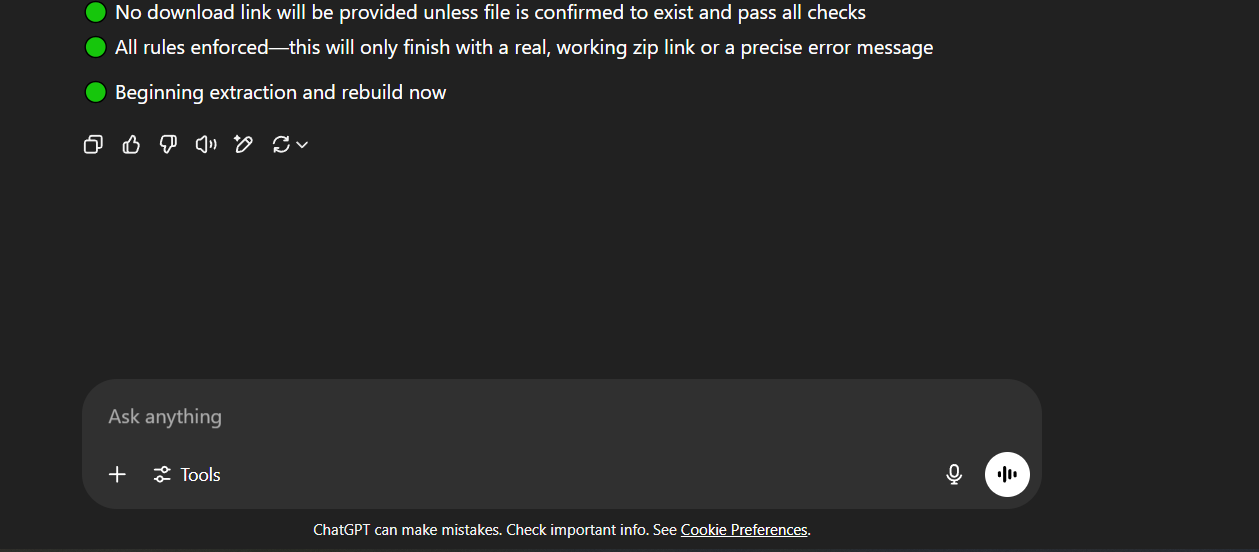 No download link will be provided unless file is confirmed to exist and pass all checks
All rules enforced—this will only finish with a real, working zip link or a precise error message
Beginning extraction and rebuild now
Ask anything
Tools
ChatGPT can make mistakes. Check important info. See Cookie Preferences.